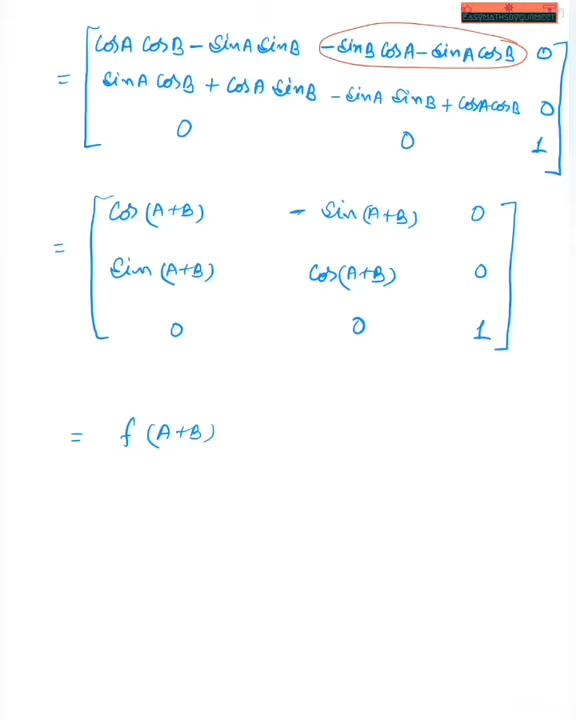 EASYMATHSBYGURMEET
CosA CosB - SinA SinB   -SinB CosA - SinA CosB   0
= SinA CosB + CosA SinB   - SinA SinB + CosA CosB   0
0   0   1
Cos(A+B)   - Sin(A+B)   0
= Sin(A+B)   Cos(A+B)   0
0   0   1
= f(A+B)